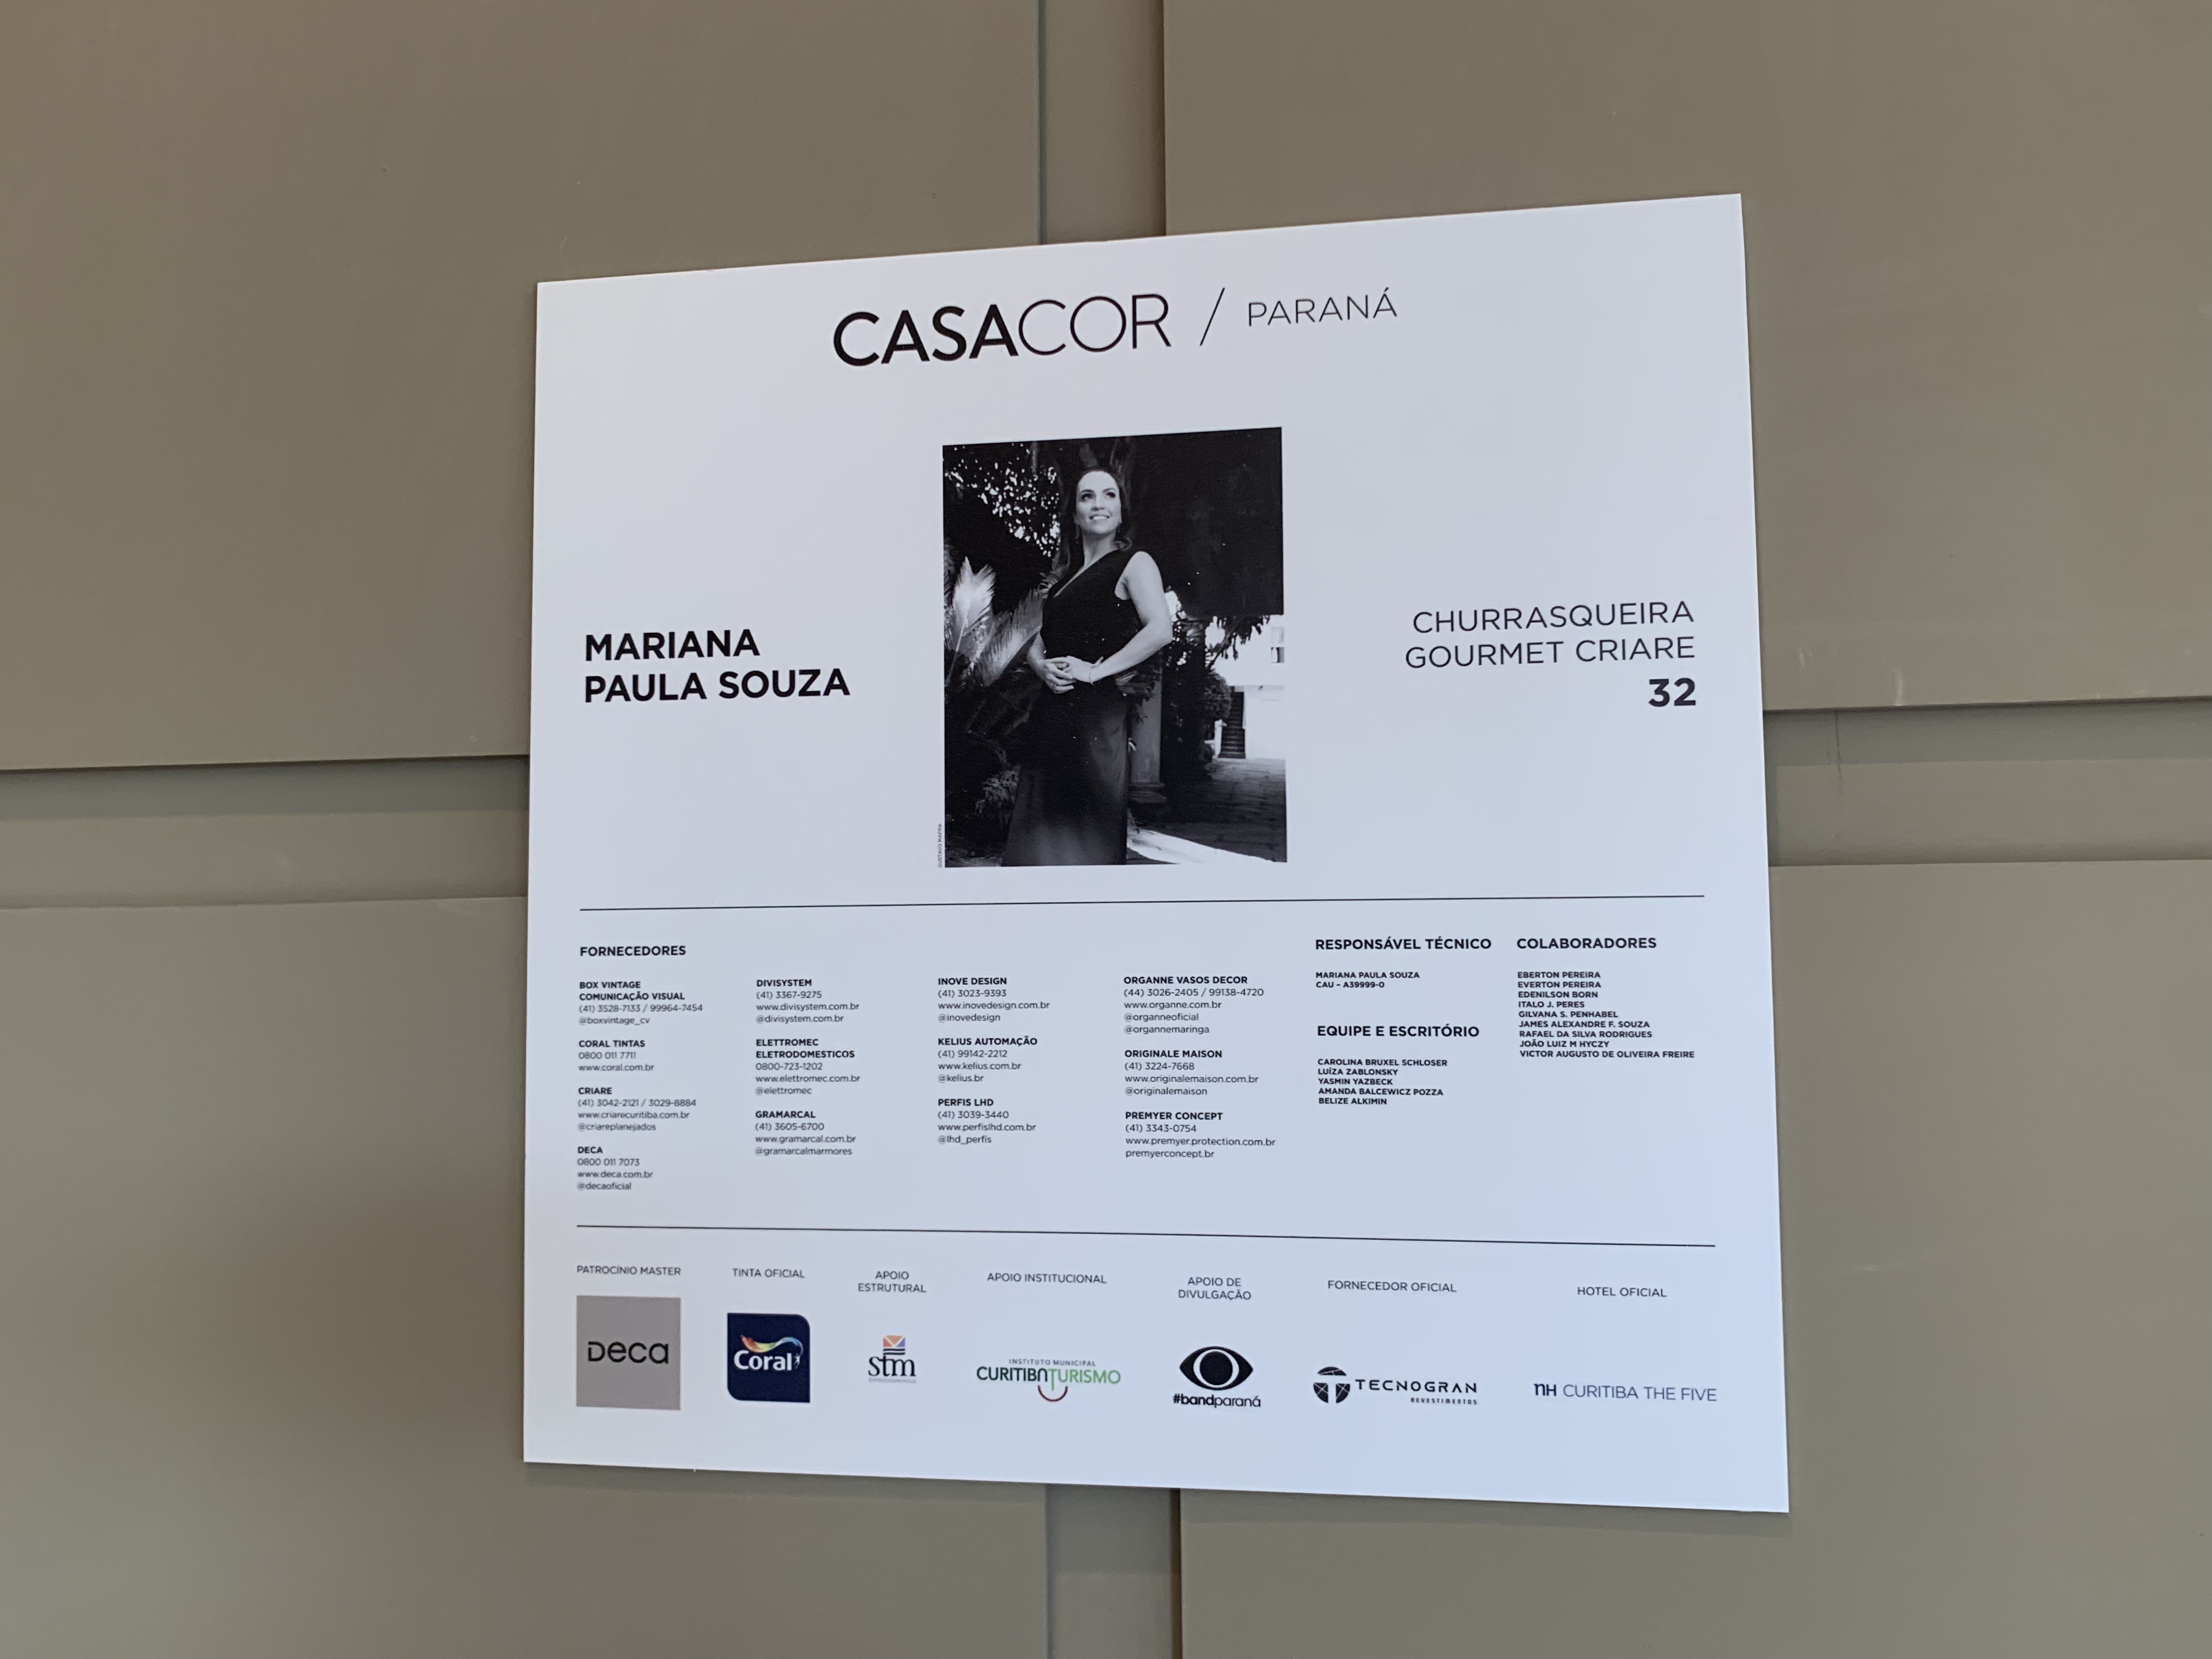 CASACOR / PARANÁ
MARIANA
PAULA SOUZA
CHURRASQUEIRA
GOURMET CRIARE
32
GUSTAVO MAFRA
FORNECEDORES
BOX VINTAGE
COMUNICAÇÃO VISUAL
(41) 3528-7133 / 99964-7454
@boxvintage_cv
CORAL TINTAS
0800 011 7711
www.coral.com.br
CRIARE
(41) 3042-2121 / 3029-8884
www.criarecuritiba.com.br
@criareplanejados
DECA
0800 011 7073
www.deca.com.br
@decaoficial
DIVISYSTEM
(41) 3367-9275
www.divisystem.com.br
@divisystem.com.br
ELETTROMEC
ELETRODOMESTICOS
0800-723-1202
www.elettromec.com.br
@elettromec
GRAMARCAL
(41) 3605-6700
www.gramarcal.com.br
@gramarcalmarmores
INOVE DESIGN
(41) 3023-9393
www.inovedesign.com.br
@inovedesign
KELIUS AUTOMAÇÃO
(41) 99142-2212
www.kelius.com.br
@kelius.br
PERFIS LHD
(41) 3039-3440
www.perfislhd.com.br
@lhd_perfis
ORGANNE VASOS DECOR
(44) 3026-2405 / 99138-4720
www.organne.com.br
@organneoficial
@organnemaringa
ORIGINALE MAISON
(41) 3224-7668
www.originalemaison.com.br
@originalemaison
PREMYER CONCEPT
(41) 3343-0754
www.premyer.protection.com.br
premyerconcept.br
RESPONSÁVEL TÉCNICO
MARIANA PAULA SOUZA
CAU - A39999-0
EQUIPE E ESCRITÓRIO
CAROLINA BRUXEL SCHLOSER
LUÍZA ZABLONSKY
YASMIN YAZBECK
AMANDA BALCEWICZ POZZA
BELIZE ALKIMIN
COLABORADORES
EBERTON PEREIRA
EVERTON PEREIRA
EDENILSON BORN
ITALO J. PERES
GILVANA S. PENHABEL
JAMES ALEXANDRE F. SOUZA
RAFAEL DA SILVA RODRIGUES
JOÃO LUIZ M HYCZY
VICTOR AUGUSTO DE OLIVEIRA FREIRE
PATROCÍNIO MASTER
Deca
TINTA OFICIAL
Coral
APOIO
ESTRUTURAL
stm
APOIO INSTITUCIONAL
INSTITUTO MUNICIPAL
CURITIBA TURISMO
APOIO DE
DIVULGAÇÃO
#bandparaná
FORNECEDOR OFICIAL
TECNOGRAN
REVESTIMENTOS
HOTEL OFICIAL
nH CURITIBA THE FIVE